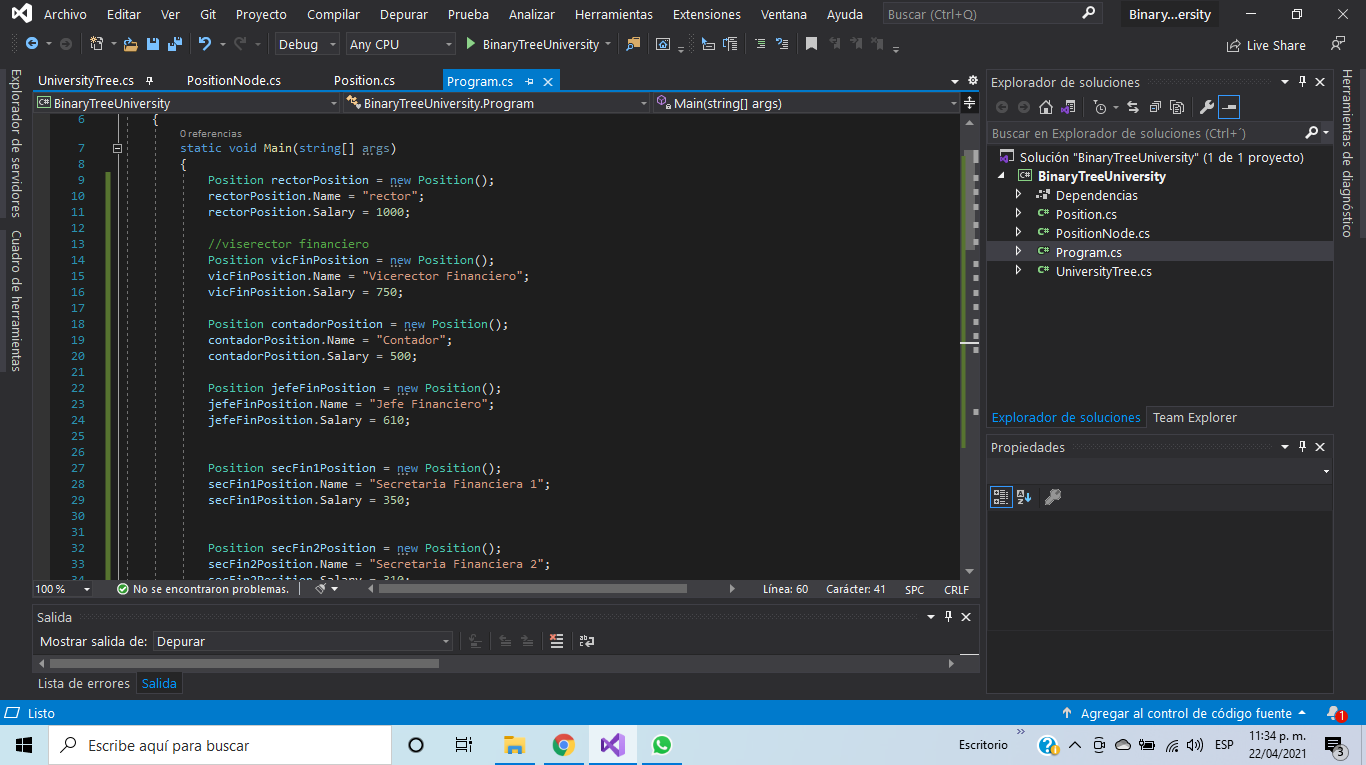 Archivo Editar Ver Git Proyecto Compilar Depurar Prueba Analizar Herramientas Extensiones Ventana Ayuda Buscar (Ctrl+Q) Binary...ersity
Debug Any CPU BinaryTreeUniversity Live Share
Explorador de servidores
Cuadro de herramientas
UniversityTree.cs PositionNode.cs Position.cs Program.cs
BinaryTreeUniversity BinaryTreeUniversity.Program Main(string[] args)
6 {
0 referencias
7 static void Main(string[] args)
8 {
9 Position rectorPosition = new Position();
10 rectorPosition.Name = "rector";
11 rectorPosition.Salary = 1000;
12
13 //viserector financiero
14 Position vicFinPosition = new Position();
15 vicFinPosition.Name = "Vicerector Financiero";
16 vicFinPosition.Salary = 750;
17
18 Position contadorPosition = new Position();
19 contadorPosition.Name = "Contador";
20 contadorPosition.Salary = 500;
21
22 Position jefeFinPosition = new Position();
23 jefeFinPosition.Name = "Jefe Financiero";
24 jefeFinPosition.Salary = 610;
25
26
27 Position secFin1Position = new Position();
28 secFin1Position.Name = "Secretaria Financiera 1";
29 secFin1Position.Salary = 350;
30
31
32 Position secFin2Position = new Position();
33 secFin2Position.Name = "Secretaria Financiera 2";
34 secFin2Position.Salary = 310;
100 % No se encontraron problemas. Línea: 60 Carácter: 41 SPC CRLF
Salida
Mostrar salida de: Depurar
Lista de errores Salida
Explorador de soluciones
Buscar en Explorador de soluciones (Ctrl+´)
Solución "BinaryTreeUniversity" (1 de 1 proyecto)
BinaryTreeUniversity
Dependencias
C# Position.cs
C# PositionNode.cs
C# Program.cs
C# UniversityTree.cs
Explorador de soluciones Team Explorer
Propiedades
Herramientas de diagnóstico
Listo Agregar al control de código fuente 1
Escribe aquí para buscar Escritorio ESP 11:34 p. m.
22/04/2021 3